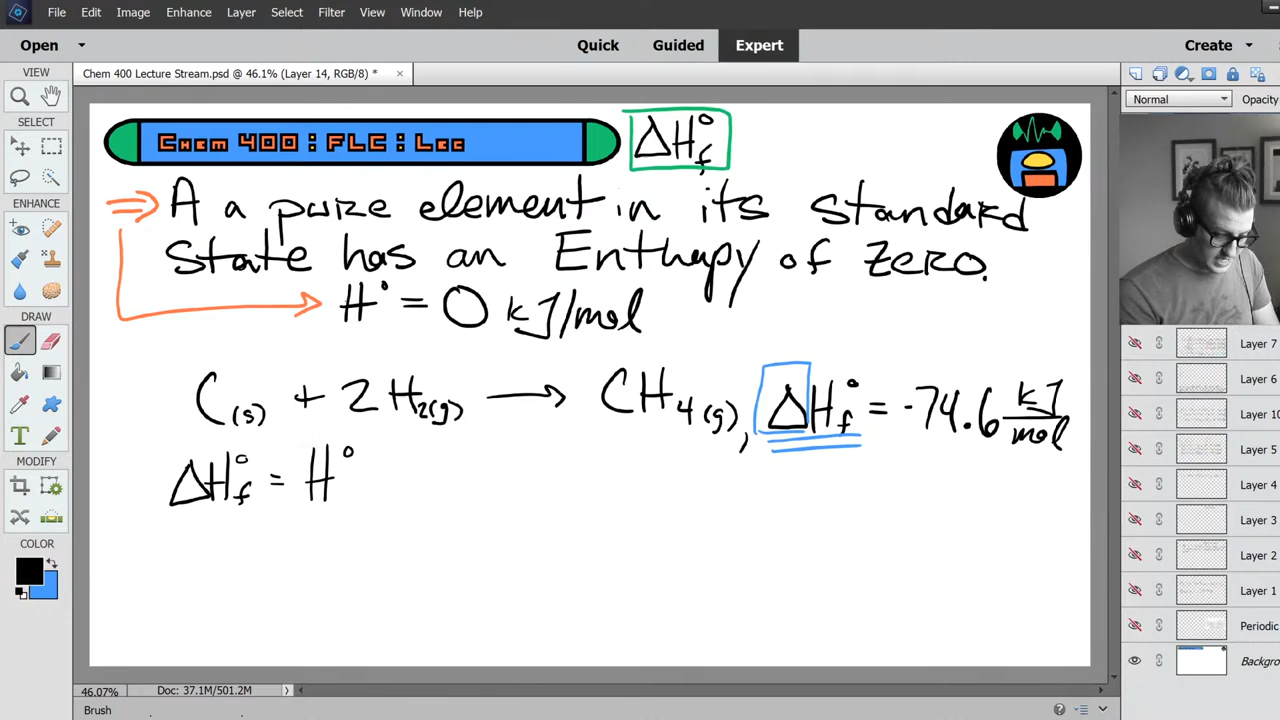 File Edit Image Enhance Layer Select Filter View Window Help
Open Quick Guided Expert Create
Chem 400 Lecture Stream.psd @ 46.1% (Layer 14, RGB/8) * ×
VIEW
ENHANCE
DRAW
MODIFY
COLOR
Normal Opacity
Chem 400 : FLC : Lec ΔH°f
⇒ A a pure element in its standard
state has an Enthapy of zero.
H° = 0 kJ/mol
C(s) + 2 H2(g) → CH4(g), ΔH°f = -74.6 kJ/mol
ΔH°f = H°
Layer 7
Layer 6
Layer 10
Layer 5
Layer 4
Layer 3
Layer 2
Layer 1
Periodic
Backgro
46.07% Doc: 37.1M/501.2M
Brush